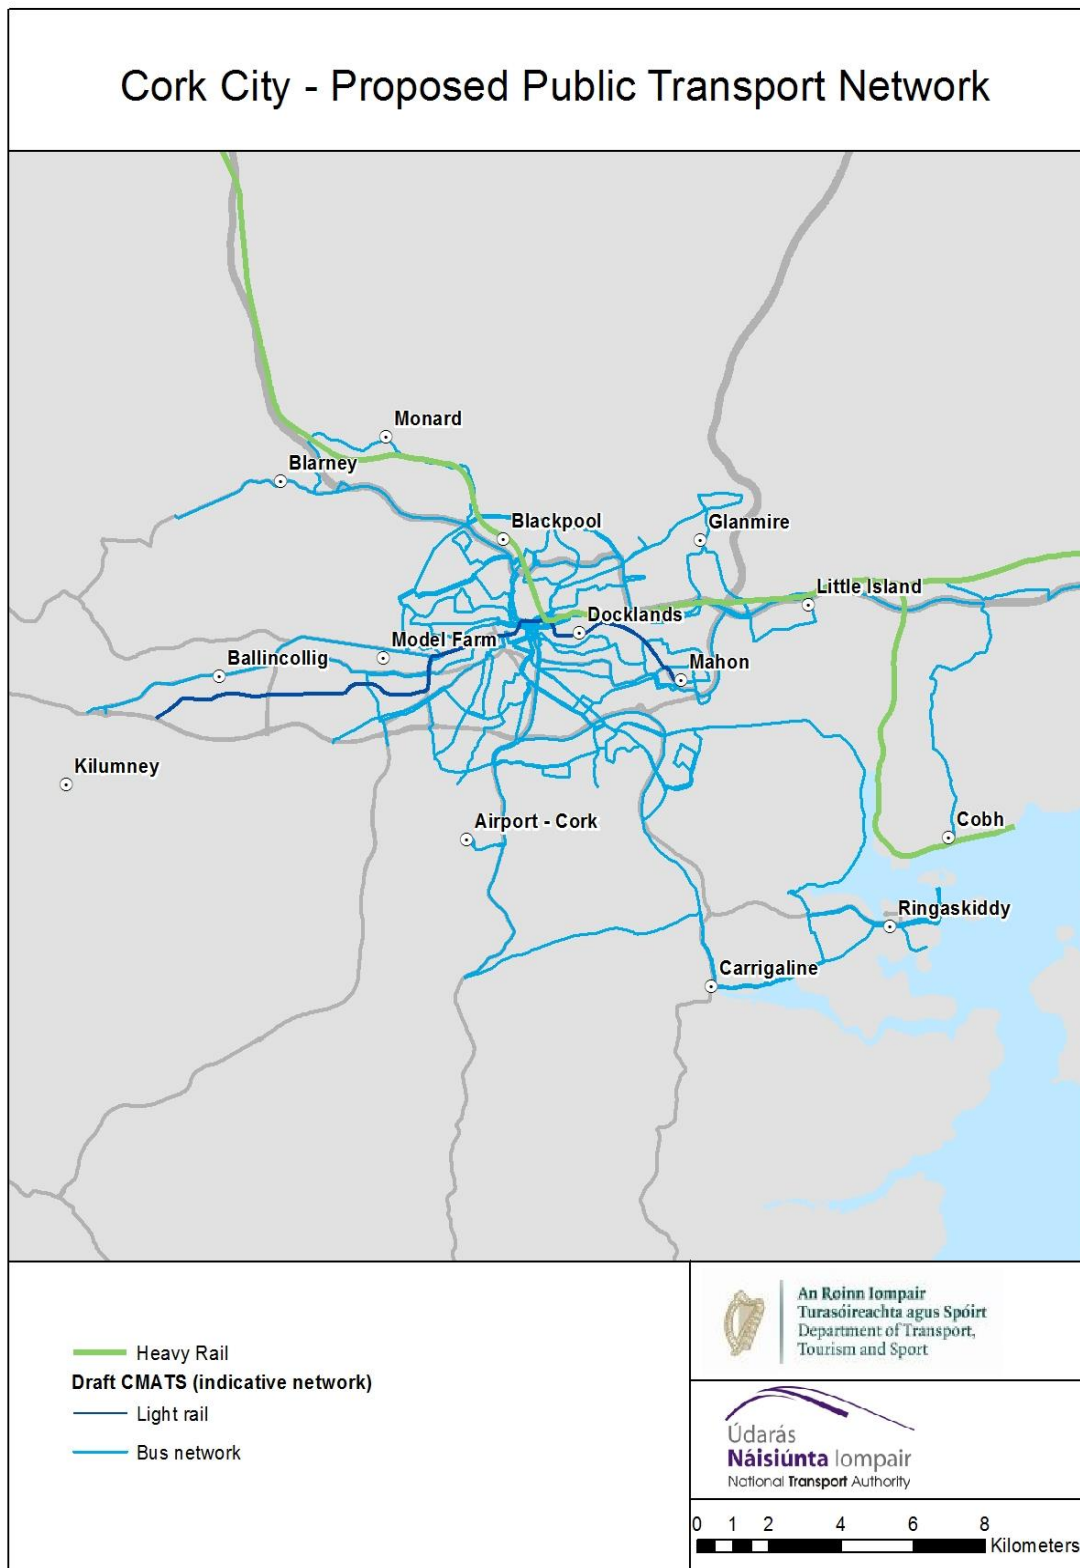 Cork City - Proposed Public Transport Network
Monard
Blarney
Blackpool
Glanmire
Little Island
Docklands
Model Farm
Ballincollig
Mahon
Kilumney
Airport - Cork
Cobh
Ringaskiddy
Carrigaline
Heavy Rail
Draft CMATS (indicative network)
Light rail
Bus network
An Roinn Iompair
Turasóireachta agus Spóirt
Department of Transport,
Tourism and Sport
Údarás
Náisiúnta Iompair
National Transport Authority
0 1 2 4 6 8
Kilometers